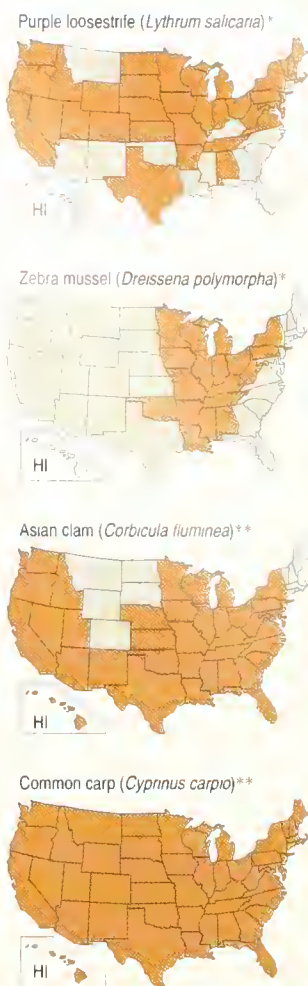 Purple loosestrife (Lythrum salicaria)*
HI
Zebra mussel (Dreissena polymorpha)*
HI
Asian clam (Corbicula fluminea)**
HI
Common carp (Cyprinus carpio)**
HI